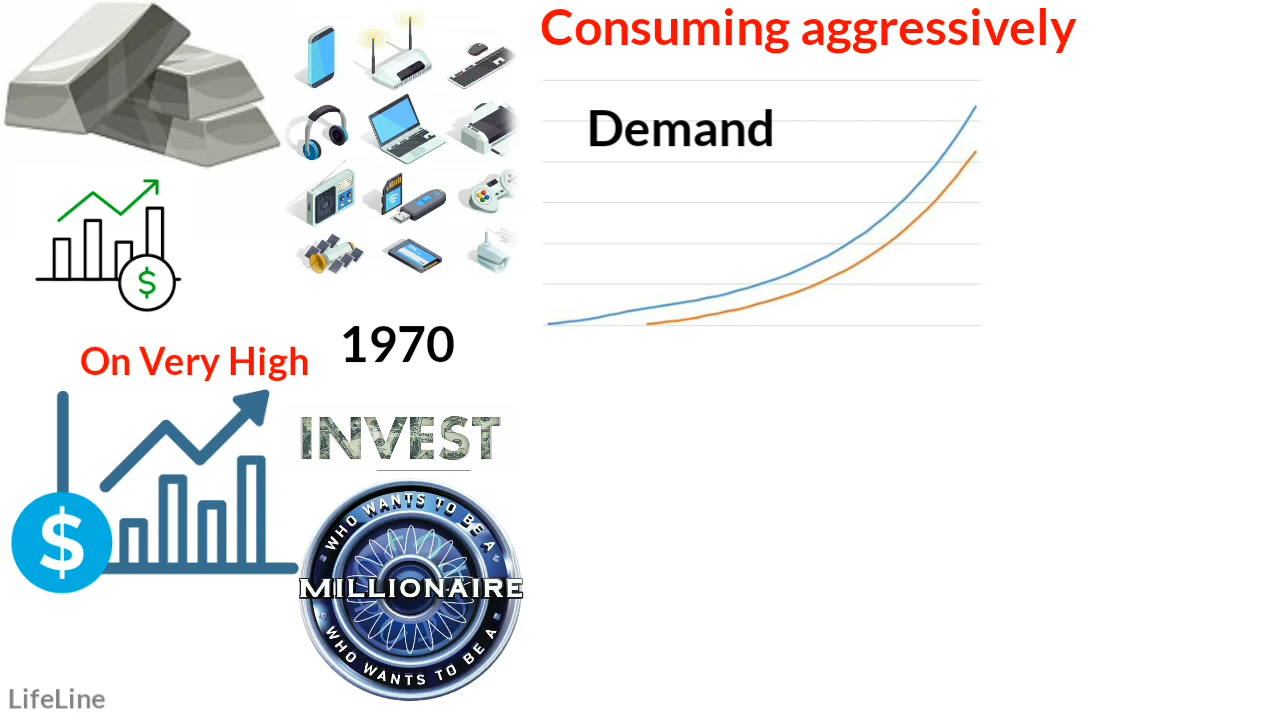 Consuming aggressively
Demand
$
On Very High
1970
$
INVEST
WHO WANTS TO BE A
MILLIONAIRE
WHO WANTS TO BE A
LifeLine